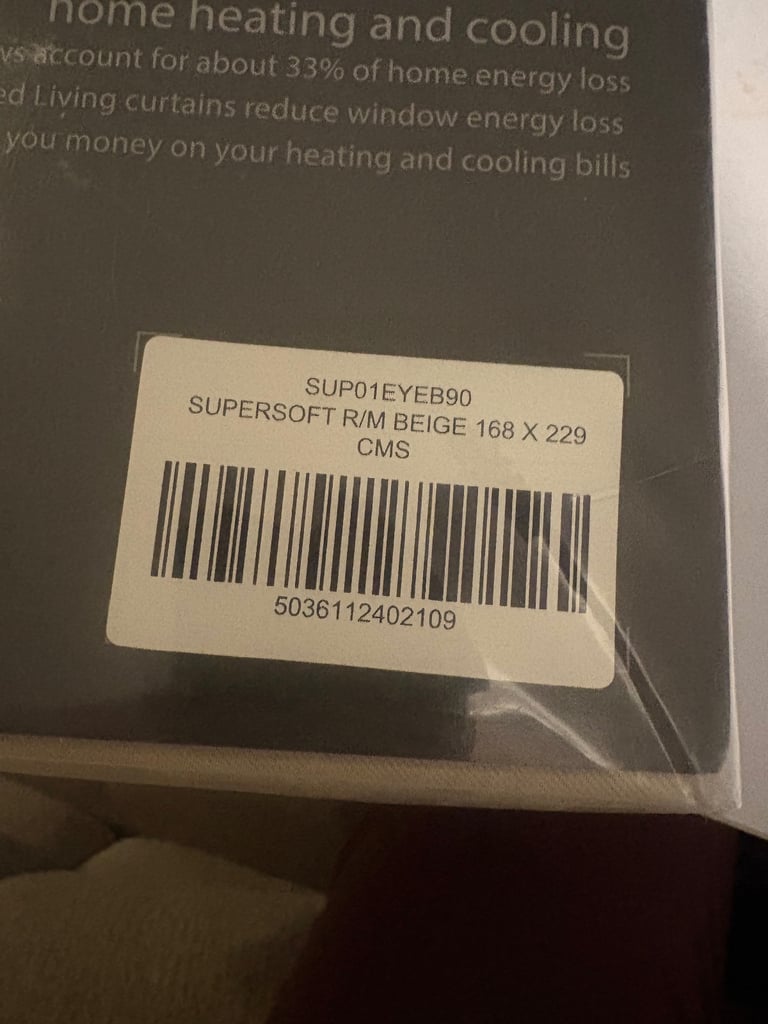 home heating and cooling
account for about 33% of home energy loss
Living curtains reduce window energy loss
you money on your heating and cooling bills
SUP01EYEB90
SUPERSOFT R/M BEIGE 168 X 229
CMS
5036112402109